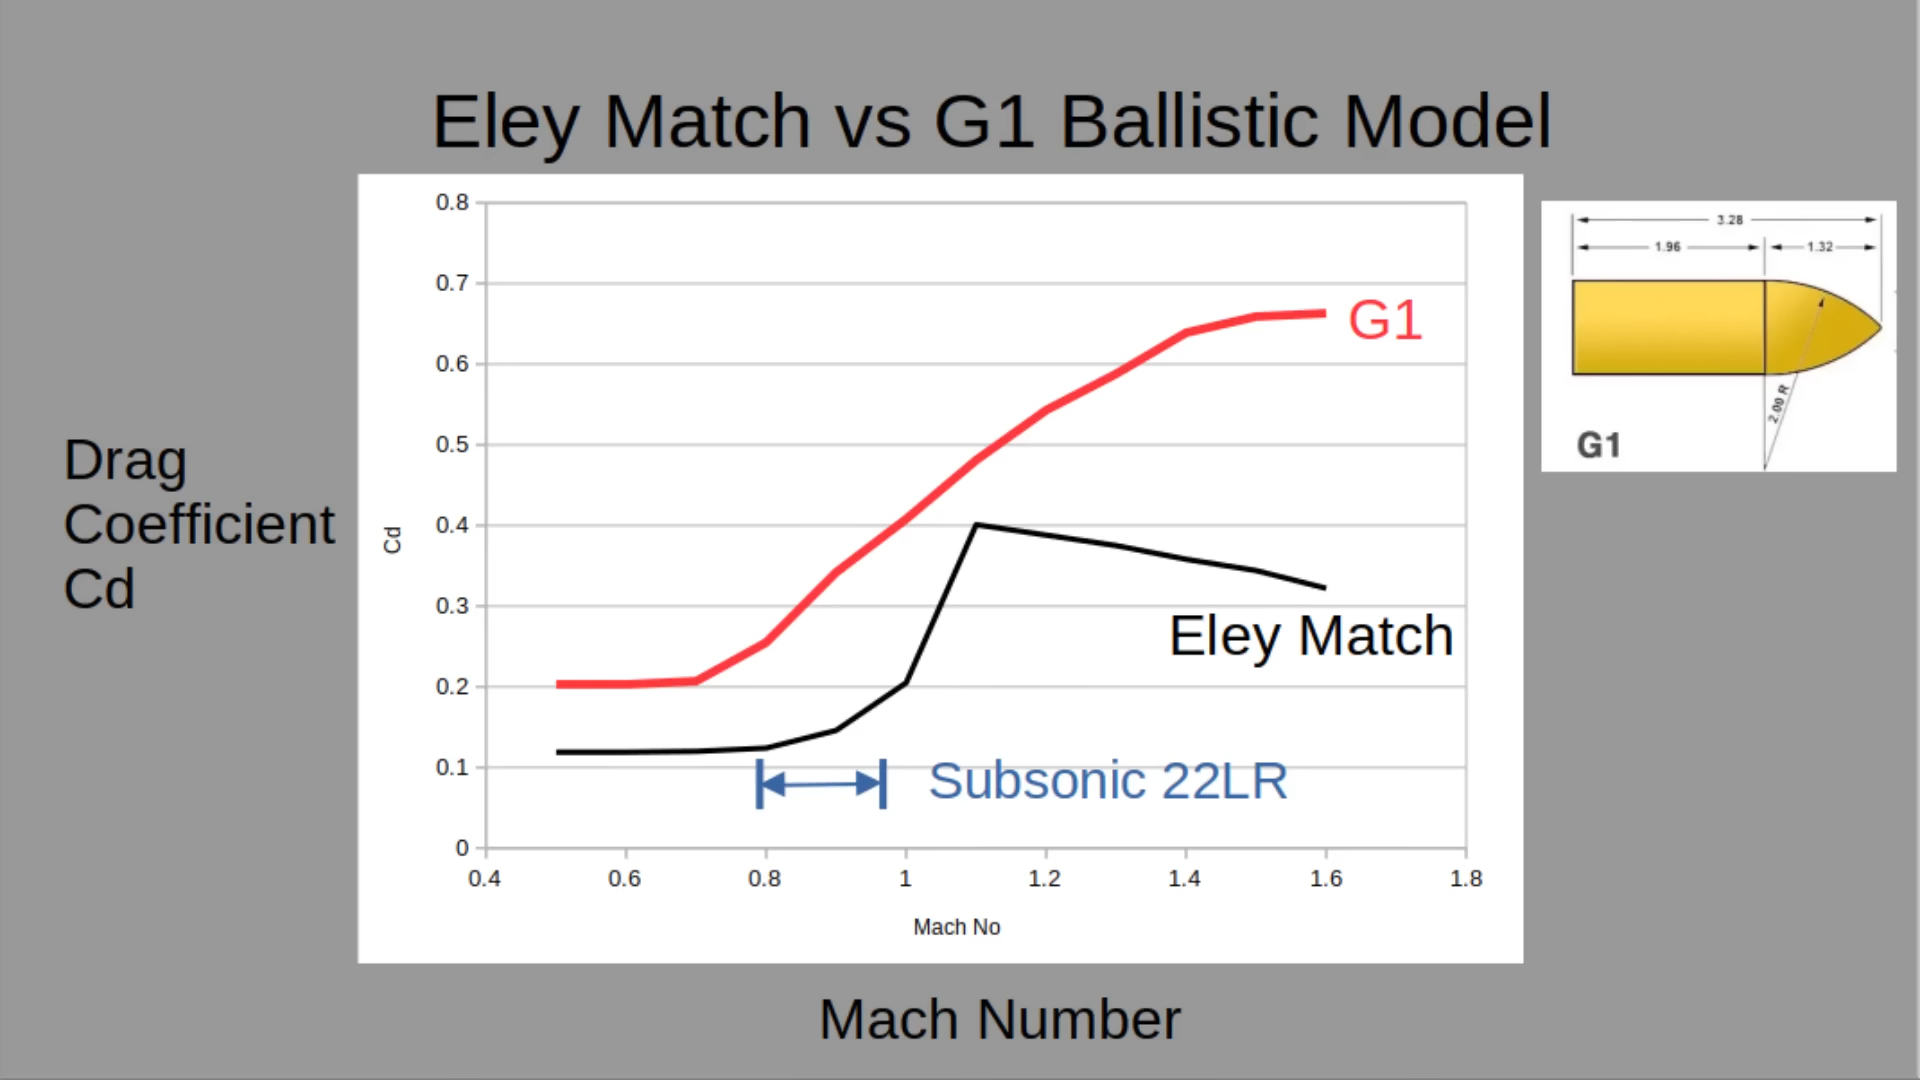 Eley Match vs G1 Ballistic Model
Drag
Coefficient
Cd
Cd
0.8
0.7
0.6
0.5
0.4
0.3
0.2
0.1
0
0.4 0.6 0.8 1 1.2 1.4 1.6 1.8
Mach No
G1
Eley Match
Subsonic 22LR
Mach Number
3.28
1.96 1.32
2.00 R
G1